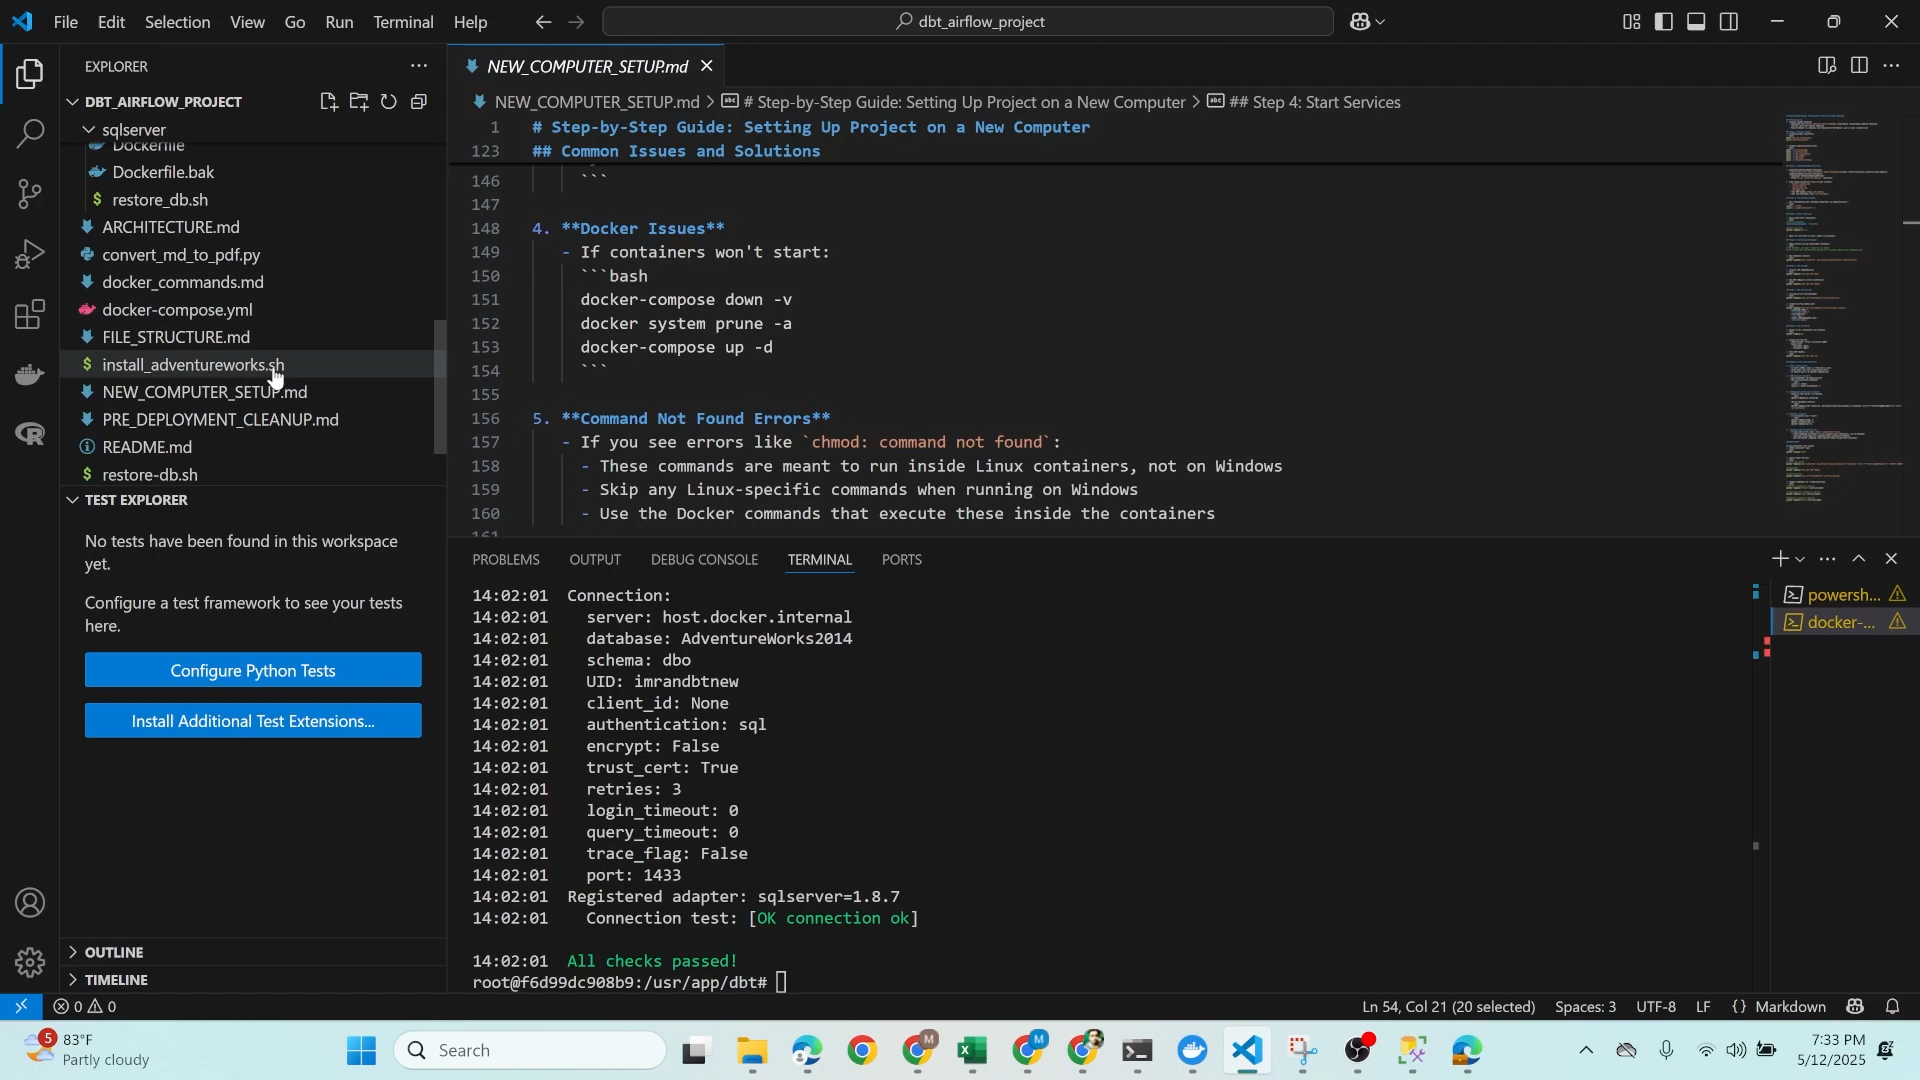 File Edit Selection View Go Run Terminal Help
dbt_airflow_project
EXPLORER
DBT_AIRFLOW_PROJECT
sqlserver
Dockerfile
Dockerfile.bak
$ restore_db.sh
ARCHITECTURE.md
convert_md_to_pdf.py
docker_commands.md
docker-compose.yml
FILE_STRUCTURE.md
$ install_adventureworks.sh
NEW_COMPUTER_SETUP.md
PRE_DEPLOYMENT_CLEANUP.md
README.md
$ restore-db.sh
TEST EXPLORER
No tests have been found in this workspace
yet.
Configure a test framework to see your tests
here.
Configure Python Tests
Install Additional Test Extensions...
OUTLINE
TIMELINE
NEW_COMPUTER_SETUP.md
NEW_COMPUTER_SETUP.md > # Step-by-Step Guide: Setting Up Project on a New Computer > ## Step 4: Start Services
1 # Step-by-Step Guide: Setting Up Project on a New Computer
123 ## Common Issues and Solutions
146 ```
147
148 4. **Docker Issues**
149 - If containers won't start:
150 ```bash
151 docker-compose down -v
152 docker system prune -a
153 docker-compose up -d
154 ```
155
156 5. **Command Not Found Errors**
157 - If you see errors like `chmod: command not found`:
158 - These commands are meant to run inside Linux containers, not on Windows
159 - Skip any Linux-specific commands when running on Windows
160 - Use the Docker commands that execute these inside the containers
161
PROBLEMS OUTPUT DEBUG CONSOLE TERMINAL PORTS
powersh...
docker-...
14:02:01 Connection:
14:02:01 server: host.docker.internal
14:02:01 database: AdventureWorks2014
14:02:01 schema: dbo
14:02:01 UID: imrandbtnew
14:02:01 client_id: None
14:02:01 authentication: sql
14:02:01 encrypt: False
14:02:01 trust_cert: True
14:02:01 retries: 3
14:02:01 login_timeout: 0
14:02:01 query_timeout: 0
14:02:01 trace_flag: False
14:02:01 port: 1433
14:02:01 Registered adapter: sqlserver=1.8.7
14:02:01 Connection test: [OK connection ok]
14:02:01 All checks passed!
root@f6d99dc908b9:/usr/app/dbt#
0 0
Ln 54, Col 21 (20 selected) Spaces: 3 UTF-8 LF {} Markdown
5
83°F
Partly cloudy
Search
7:33 PM
5/12/2025